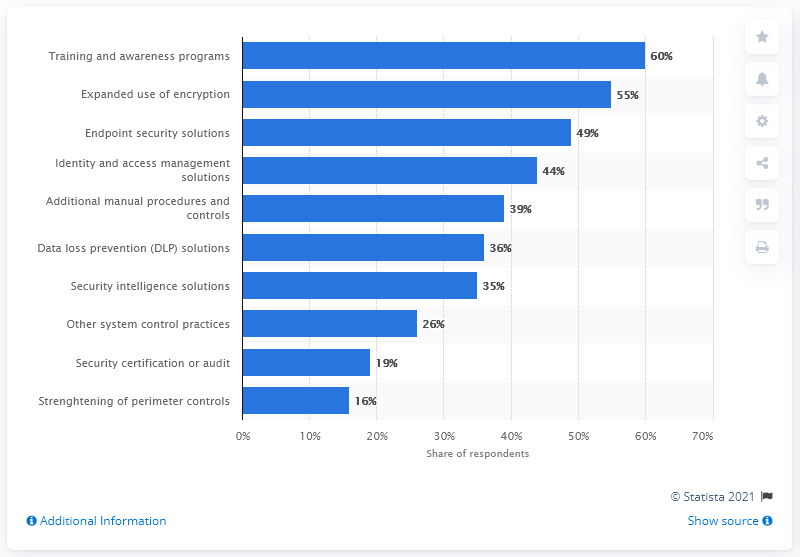 Training and awareness programs
60%
Expanded use of encryption
55%
Endpoint security solutions
49%
Identity and access management
solutions
44%
Additional manual procedures and
controls
39%
Data loss prevention (DLP) solutions
36%
Security intelligence solutions
35%
Other system control practices
26%
Security certification or audit
19%
Strenghtening of perimeter controls
16%
0% 10% 20% 30% 40% 50% 60% 70%
Share of respondents
© Statista 2021
Additional Information
Show source